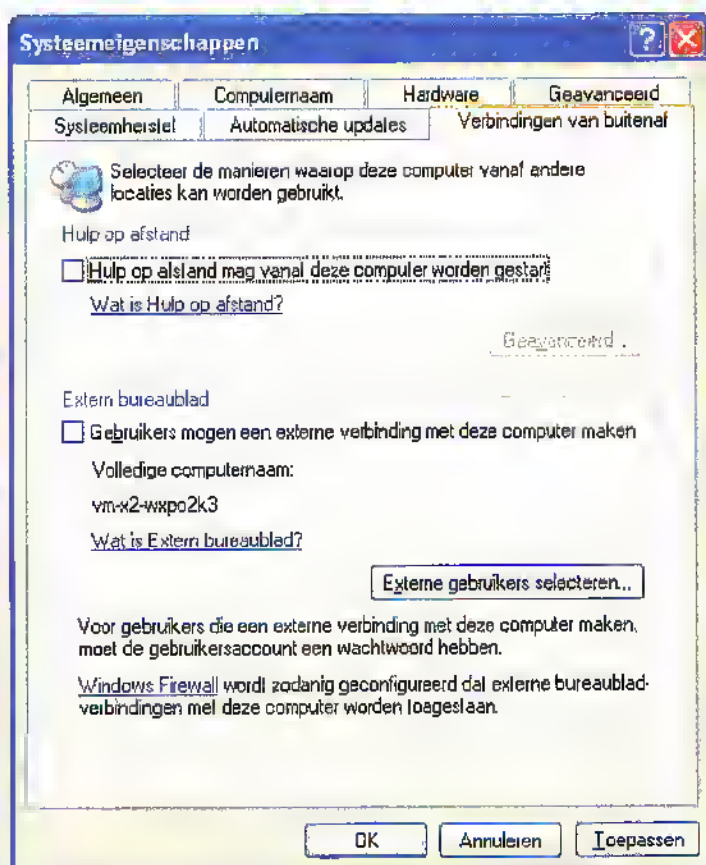 Systeemeigenschappen
Algemeen
Computernaam
Hardware
Geavanceerd
Systeemherstel
Automatische updates
Verbindingen van buitenaf
Selecteer de manieren waarop deze computer vanaf andere
locaties kan worden gebruikt.
Hulp op afstand
Hulp op afstand mag vanaf deze computer worden gestart
Wat is Hulp op afstand?
Geavanceerd...
Extern bureaublad
Gebruikers mogen een externe verbinding met deze computer maken
Volledige computernaam:
vm-x2-wxpo2k3
Wat is Extern bureaublad?
Externe gebruikers selecteren...
Voor gebruikers die een externe verbinding met deze computer maken,
moet de gebruikersaccount een wachtwoord hebben.
Windows Firewall wordt zodanig geconfigureerd dat externe bureaublad-
verbindingen met deze computer worden toegestaan.
OK
Annuleren
Toepassen